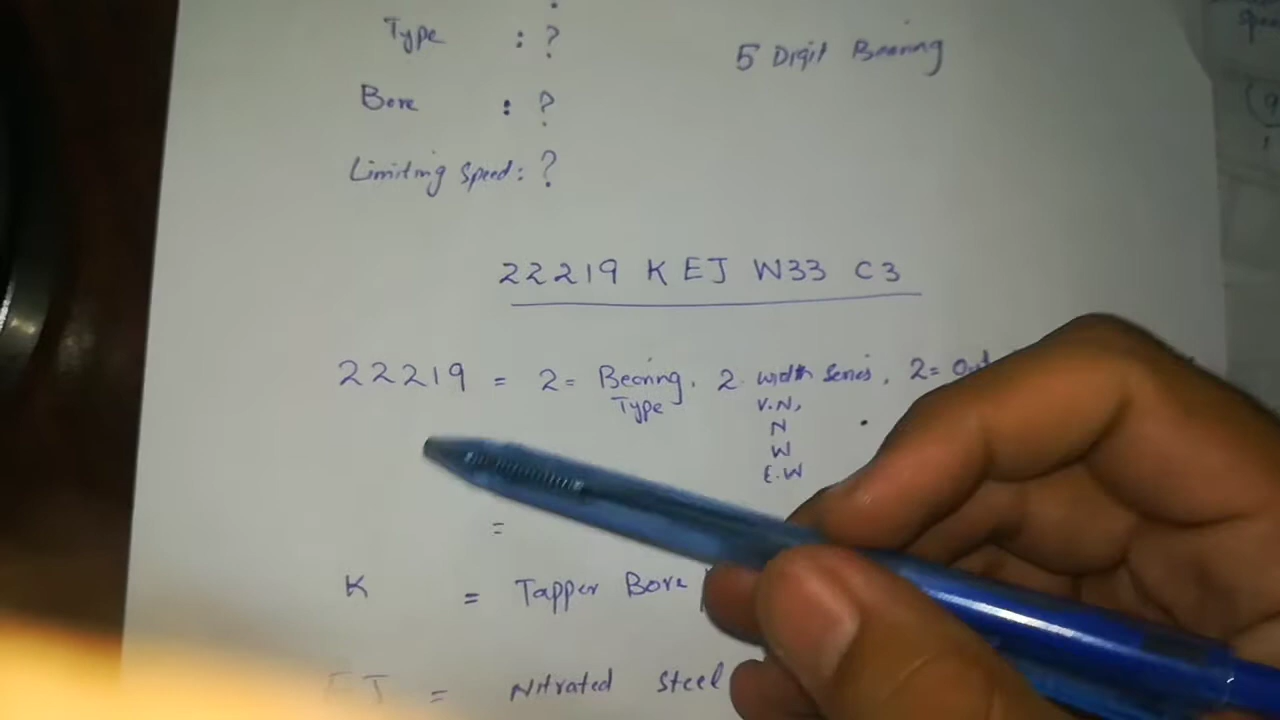 Type : ?
5 Digit Bearing
Bore : ?
Limiting Speed: ?
22219 K EJ W33 C3
22219 = 2 = Bearing. 2 width Series, 2 =
Type V.N,
N
W
E.W
=
K = Tapper Bore
EJ = Nitrated Steel